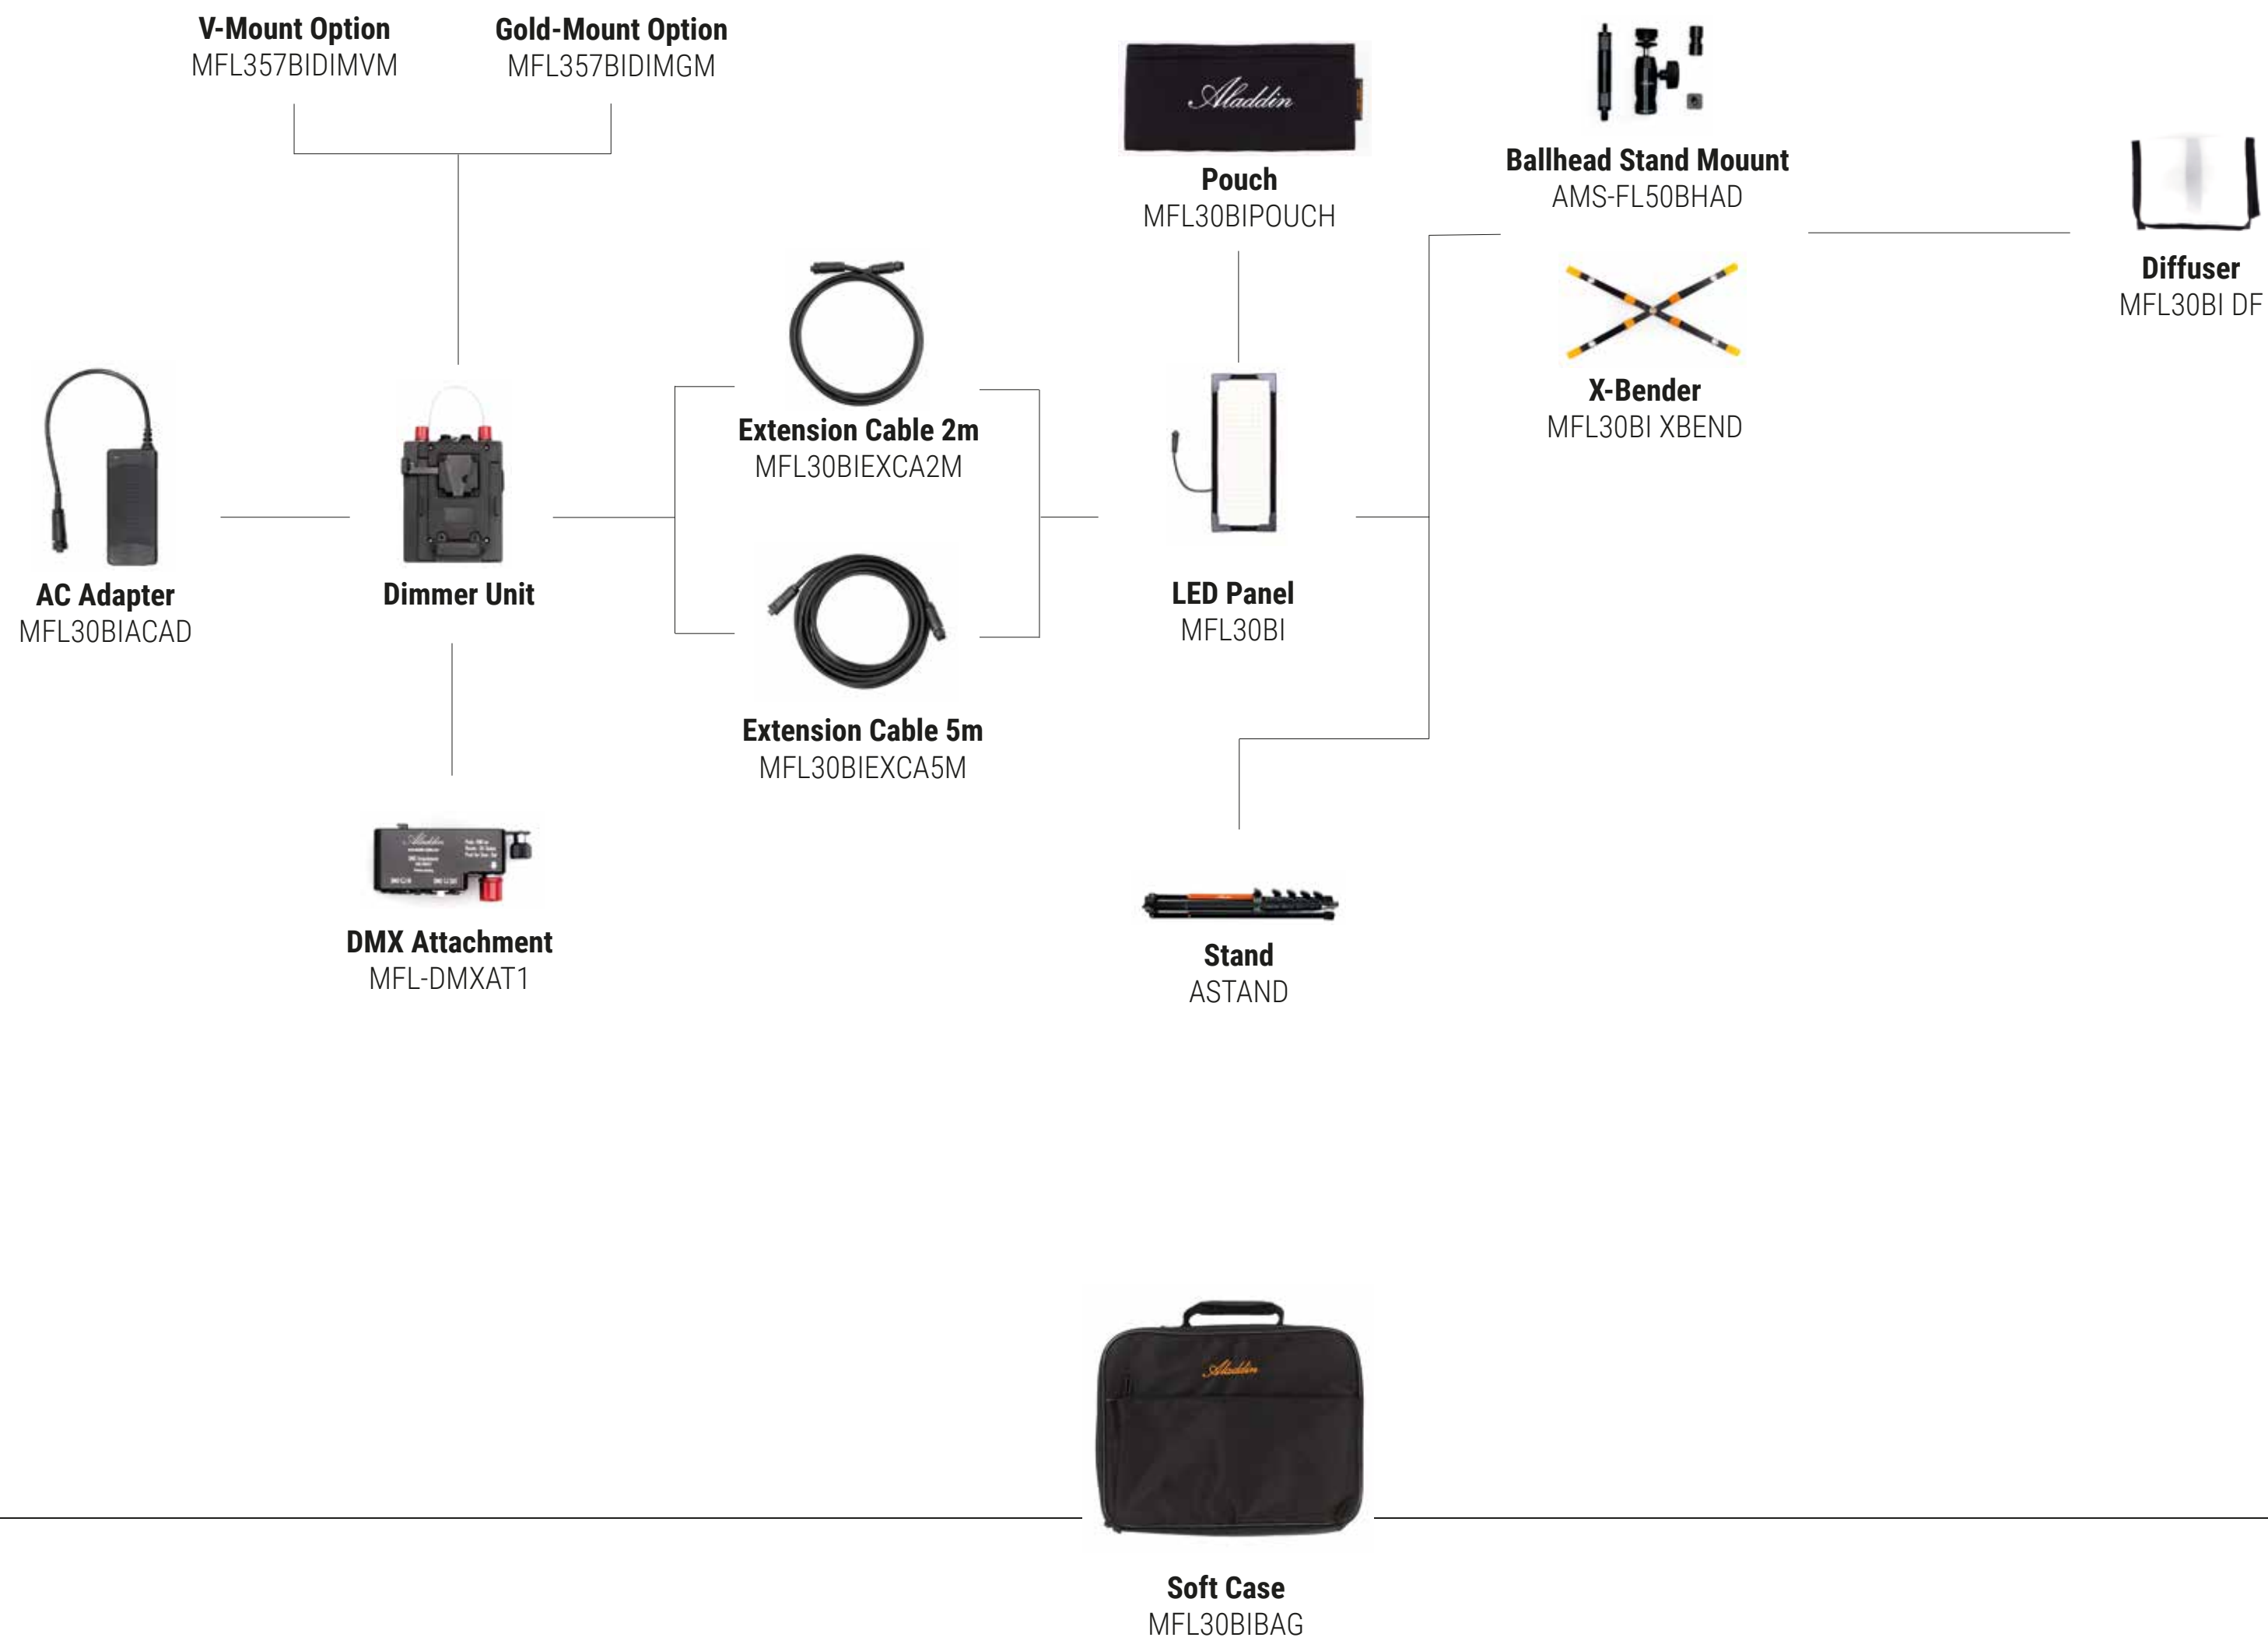 V-Mount Option
MFL357BIDIMVM
Gold-Mount Option
MFL357BIDIMGM
Aladdin
Pouch
MFL30BIPOUCH
Ballhead Stand Mouunt
AMS-FL50BHAD
Diffuser
MFL30BI DF
X-Bender
MFL30BI XBEND
Extension Cable 2m
MFL30BIEXCA2M
AC Adapter
MFL30BIACAD
Dimmer Unit
LED Panel
MFL30BI
Extension Cable 5m
MFL30BIEXCA5M
Aladdin
DMX Attachment
MFL-DMXAT1
Stand
ASTAND
Aladdin
Soft Case
MFL30BIBAG